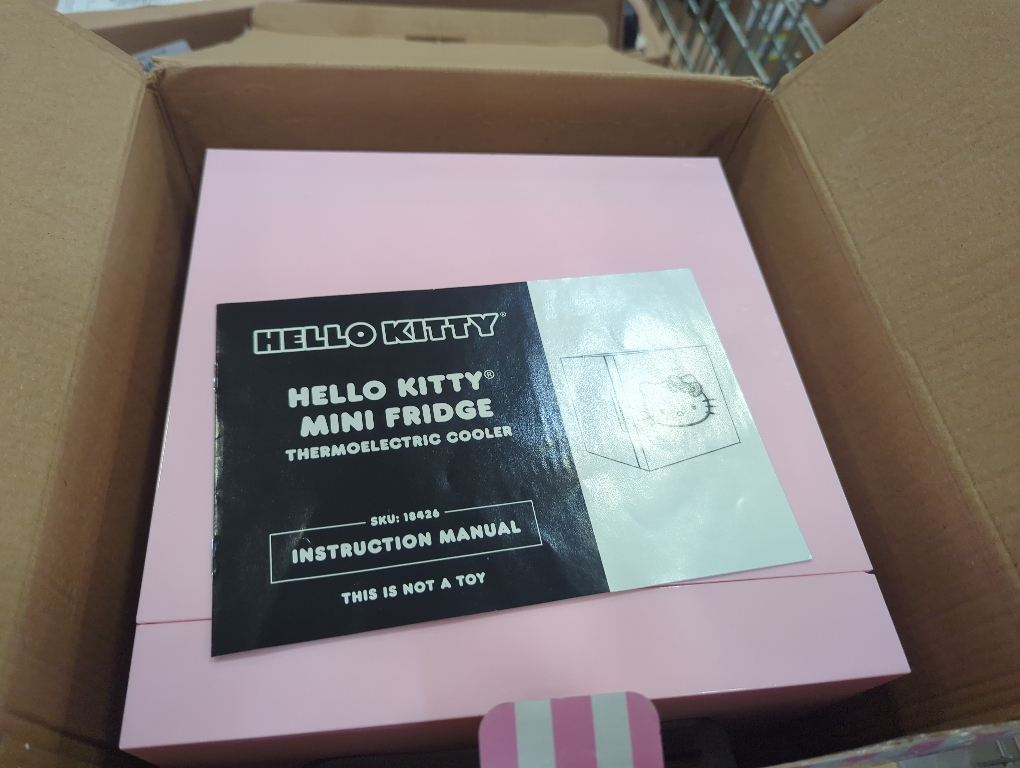 HELLO KITTY®
HELLO KITTY®
MINI FRIDGE
THERMOELECTRIC COOLER
SKU: 18426
INSTRUCTION MANUAL
THIS IS NOT A TOY